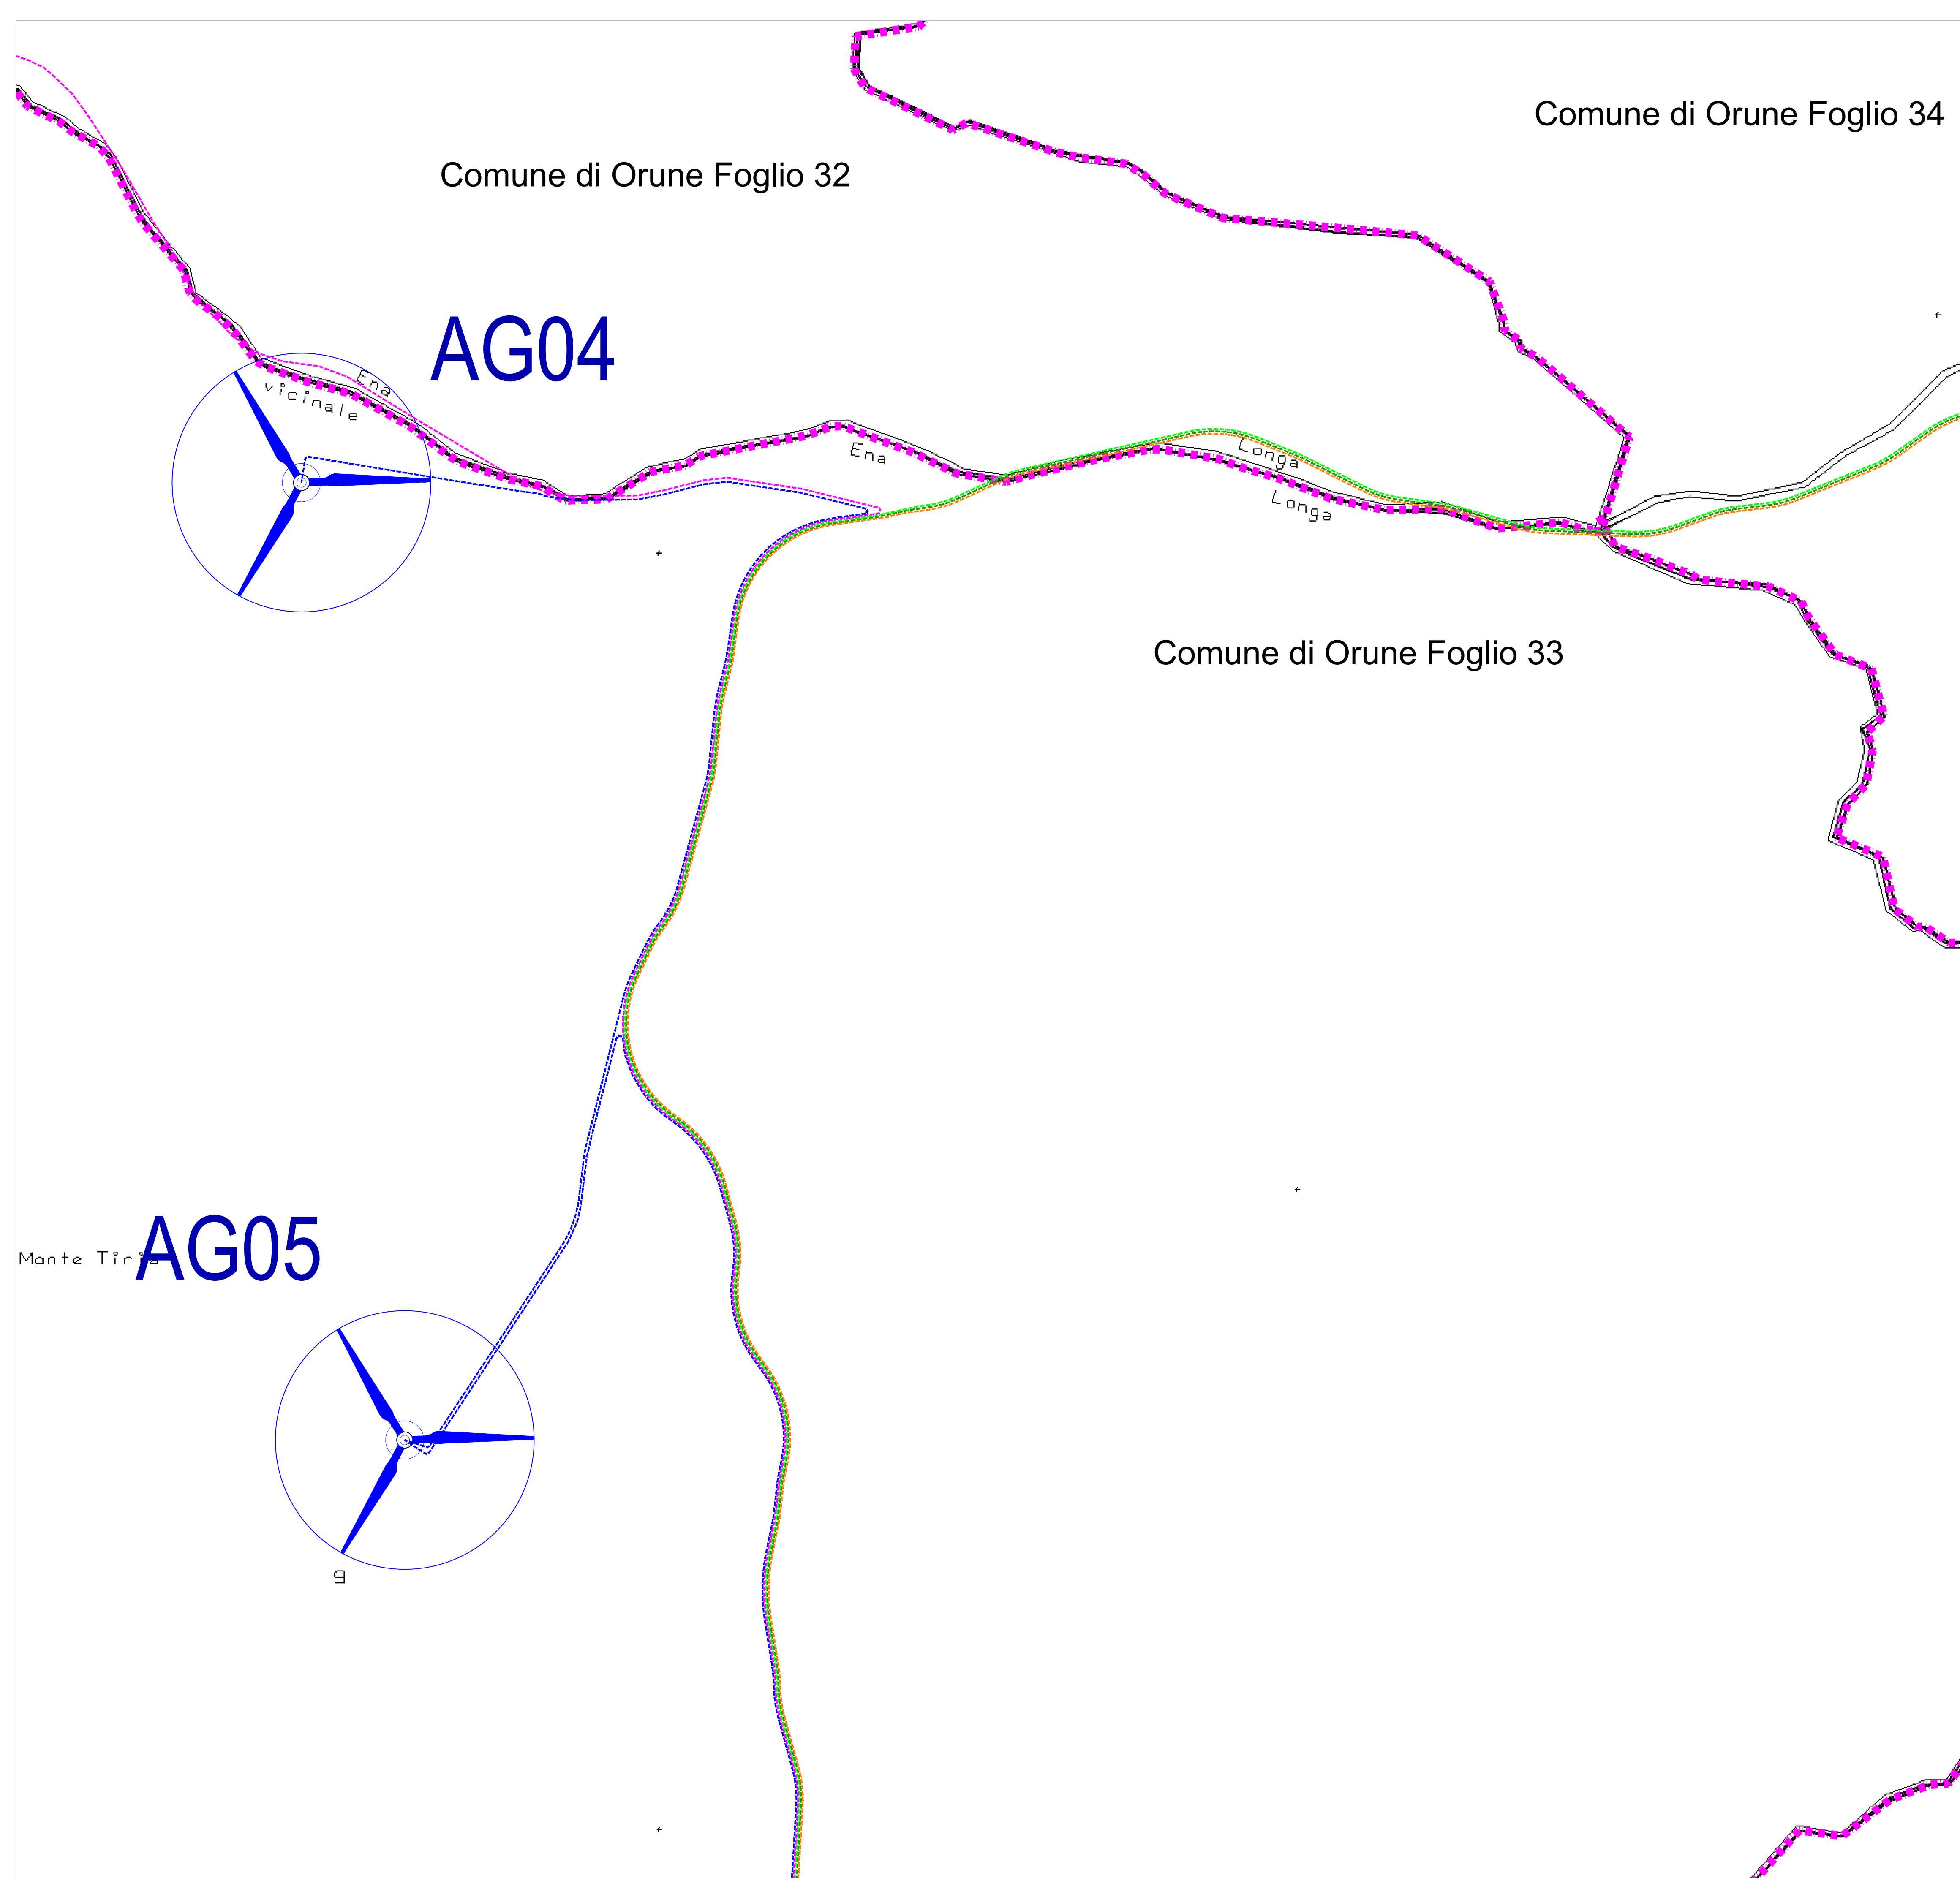 Comune di Orune Foglio 34
Comune di Orune Foglio 32
AG04
Ena
vicinale
Ena
Longa
Longa
Comune di Orune Foglio 33
AG05
Monte
9